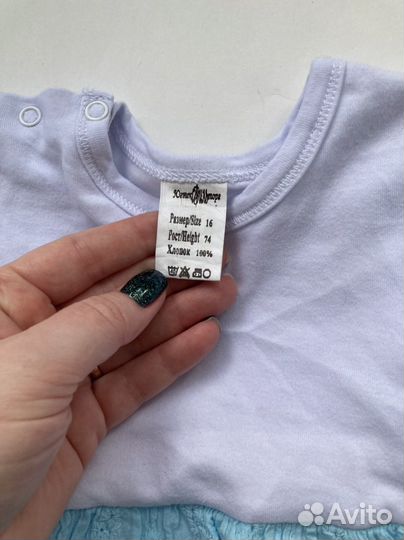 Размер/Size 16
Рост/Height 74
Хлопок 100%
Avito